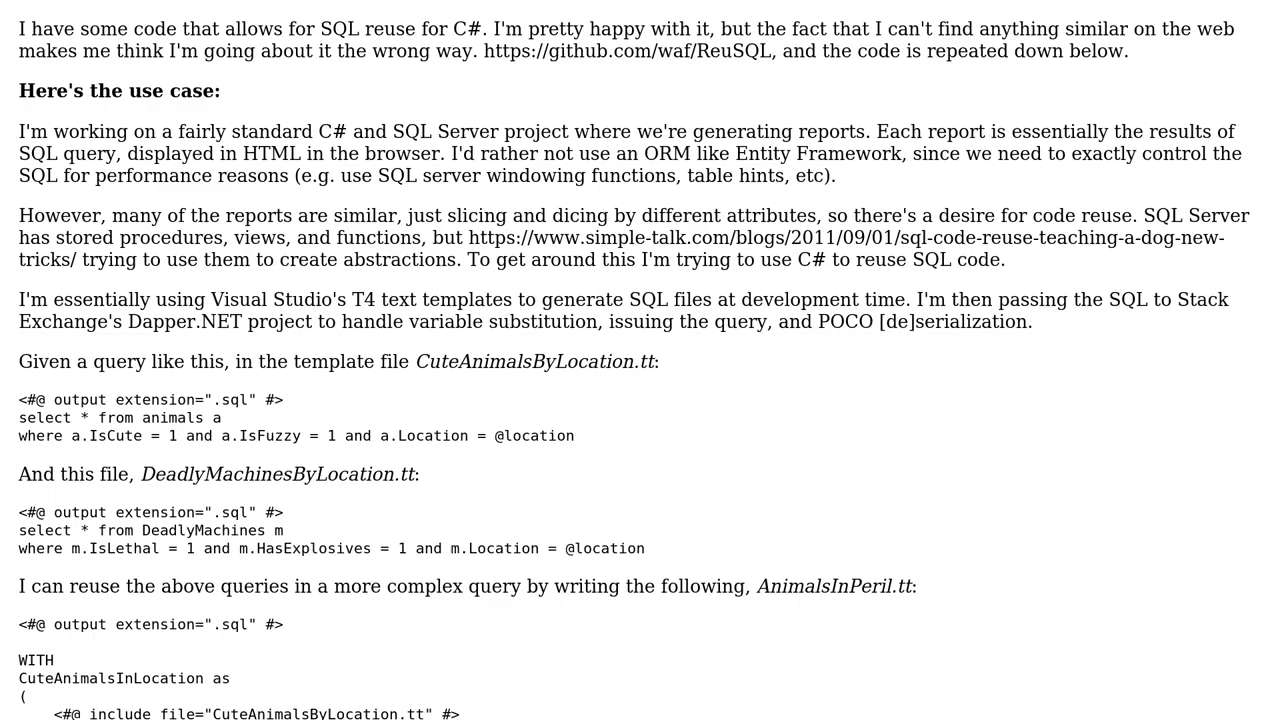 I have some code that allows for SQL reuse for C#. I'm pretty happy with it, but the fact that I can't find anything similar on the web
makes me think I'm going about it the wrong way. https://github.com/waf/ReuSQL, and the code is repeated down below.
Here's the use case:
I'm working on a fairly standard C# and SQL Server project where we're generating reports. Each report is essentially the results of
SQL query, displayed in HTML in the browser. I'd rather not use an ORM like Entity Framework, since we need to exactly control the
SQL for performance reasons (e.g. use SQL server windowing functions, table hints, etc).
However, many of the reports are similar, just slicing and dicing by different attributes, so there's a desire for code reuse. SQL Server
has stored procedures, views, and functions, but https://www.simple-talk.com/blogs/2011/09/01/sql-code-reuse-teaching-a-dog-new-
tricks/ trying to use them to create abstractions. To get around this I'm trying to use C# to reuse SQL code.
I'm essentially using Visual Studio's T4 text templates to generate SQL files at development time. I'm then passing the SQL to Stack
Exchange's Dapper.NET project to handle variable substitution, issuing the query, and POCO [de]serialization.
Given a query like this, in the template file CuteAnimalsByLocation.tt:
<#@ output extension=".sql" #>
select * from animals a
where a.IsCute = 1 and a.IsFuzzy = 1 and a.Location = @location
And this file, DeadlyMachinesByLocation.tt:
<#@ output extension=".sql" #>
select * from DeadlyMachines m
where m.IsLethal = 1 and m.HasExplosives = 1 and m.Location = @location
I can reuse the above queries in a more complex query by writing the following, AnimalsInPeril.tt:
<#@ output extension=".sql" #>
WITH
CuteAnimalsInLocation as
(
<#@ include file="CuteAnimalsByLocation.tt" #>